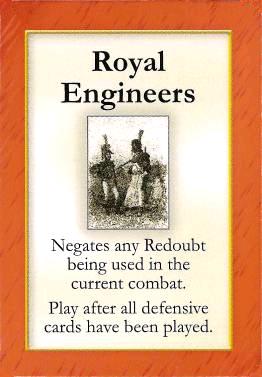 Royal
Engineers
Negates any Redoubt
being used in the
current combat.
Play after all defensive
cards have been played.